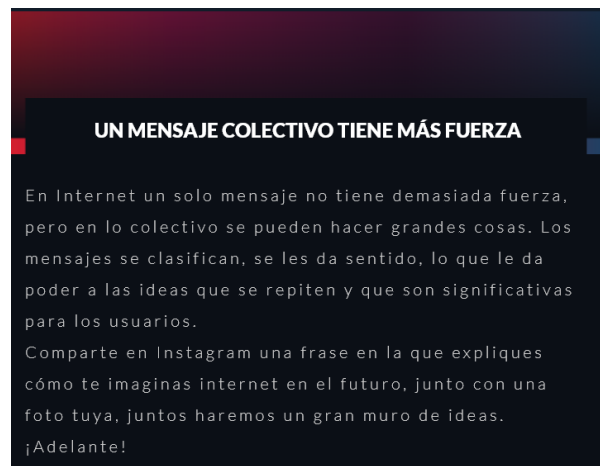 UN MENSAJE COLECTIVO TIENE MÁS FUERZA
En Internet un solo mensaje no tiene demasiada fuerza,
pero en lo colectivo se pueden hacer grandes cosas. Los
mensajes se clasifican, se les da sentido, lo que le da
poder a las ideas que se repiten y que son significativas
para los usuarios.
Comparte en Instagram una frase en la que expliques
cómo te imaginas internet en el futuro, junto con una
foto tuya, juntos haremos un gran muro de ideas.
¡Adelante!